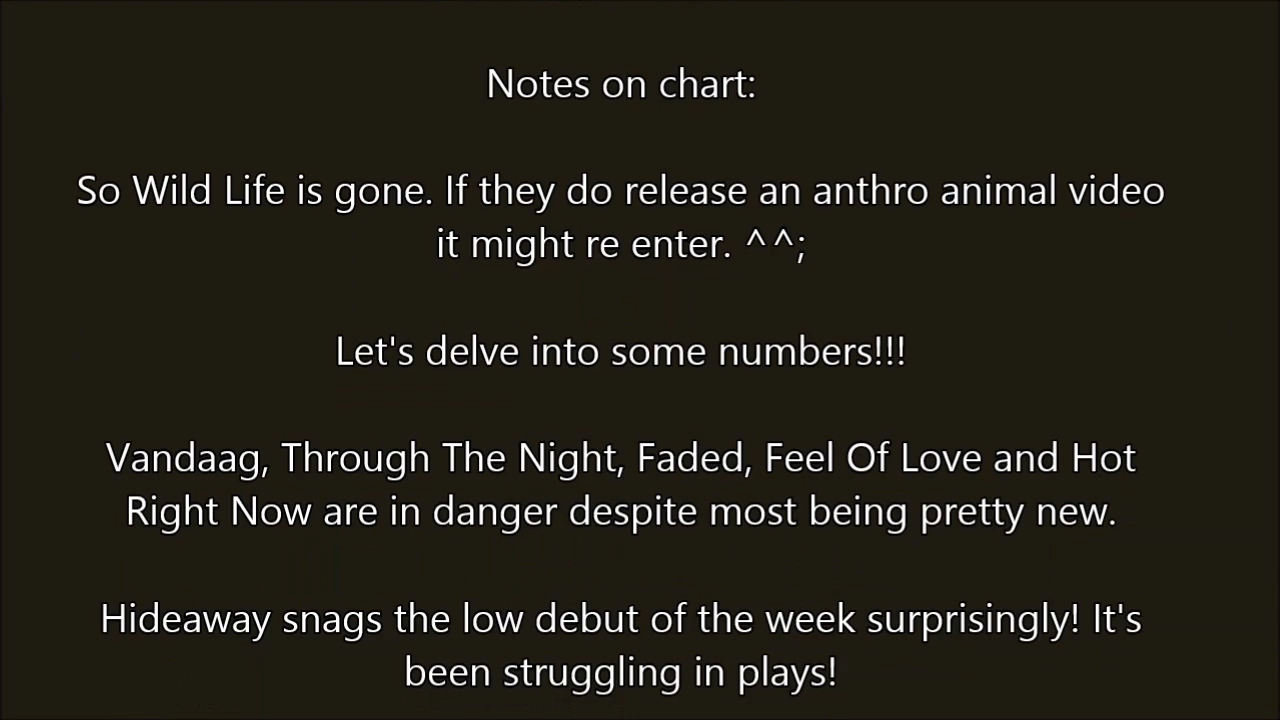 Notes on chart:
So Wild Life is gone. If they do release an anthro animal video
it might re enter. ^^;
Let's delve into some numbers!!!
Vandaag, Through The Night, Faded, Feel Of Love and Hot
Right Now are in danger despite most being pretty new.
Hideaway snags the low debut of the week surprisingly! It's
been struggling in plays!